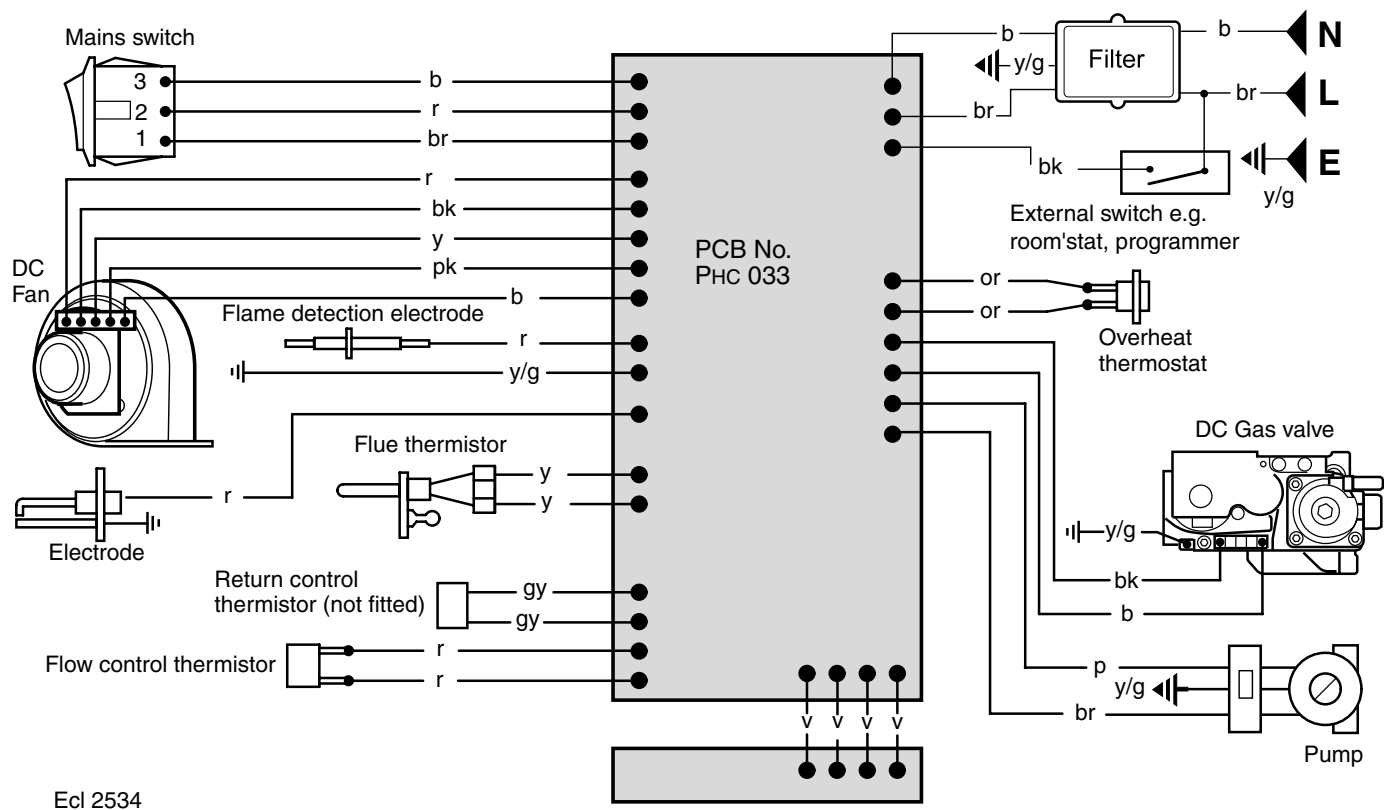 Mains switch
3
2
1
b
r
br
r
bk
y
pk
b
DC
Fan
Flame detection electrode
r
y/g
Electrode
r
Flue thermistor
y
y
Return control
thermistor (not fitted)
gy
gy
Flow control thermistor
r
r
PCB No.
PHC 033
b
Filter
b
N
y/g
br
br
L
bk
y/g
E
External switch e.g.
room'stat, programmer
or
or
Overheat
thermostat
DC Gas valve
y/g
bk
b
p
y/g
br
Pump
v
v
v
v
Ecl 2534